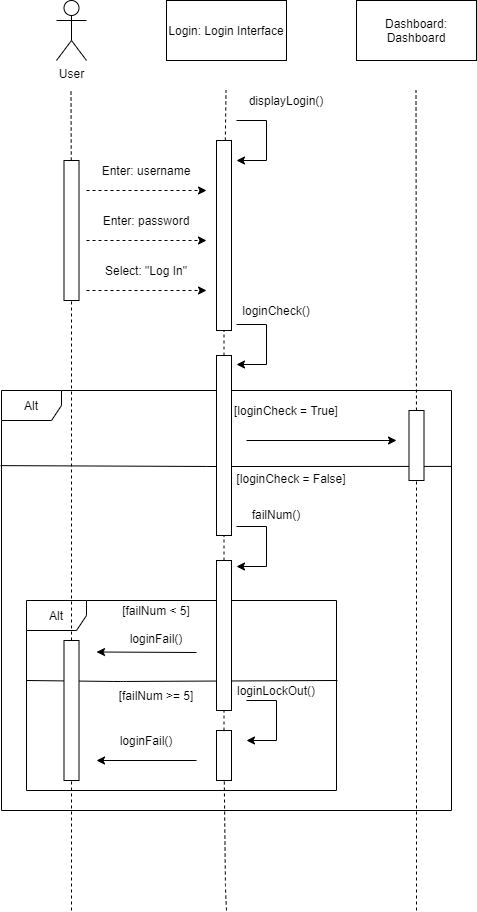 Login: Login Interface
Dashboard:
Dashboard
User
displayLogin()
Enter: username
Enter: password
Select: "Log In"
loginCheck()
Alt
[loginCheck = True]
[loginCheck = False]
failNum()
Alt
[failNum < 5]
loginFail()
[failNum >= 5]
loginLockOut()
loginFail()